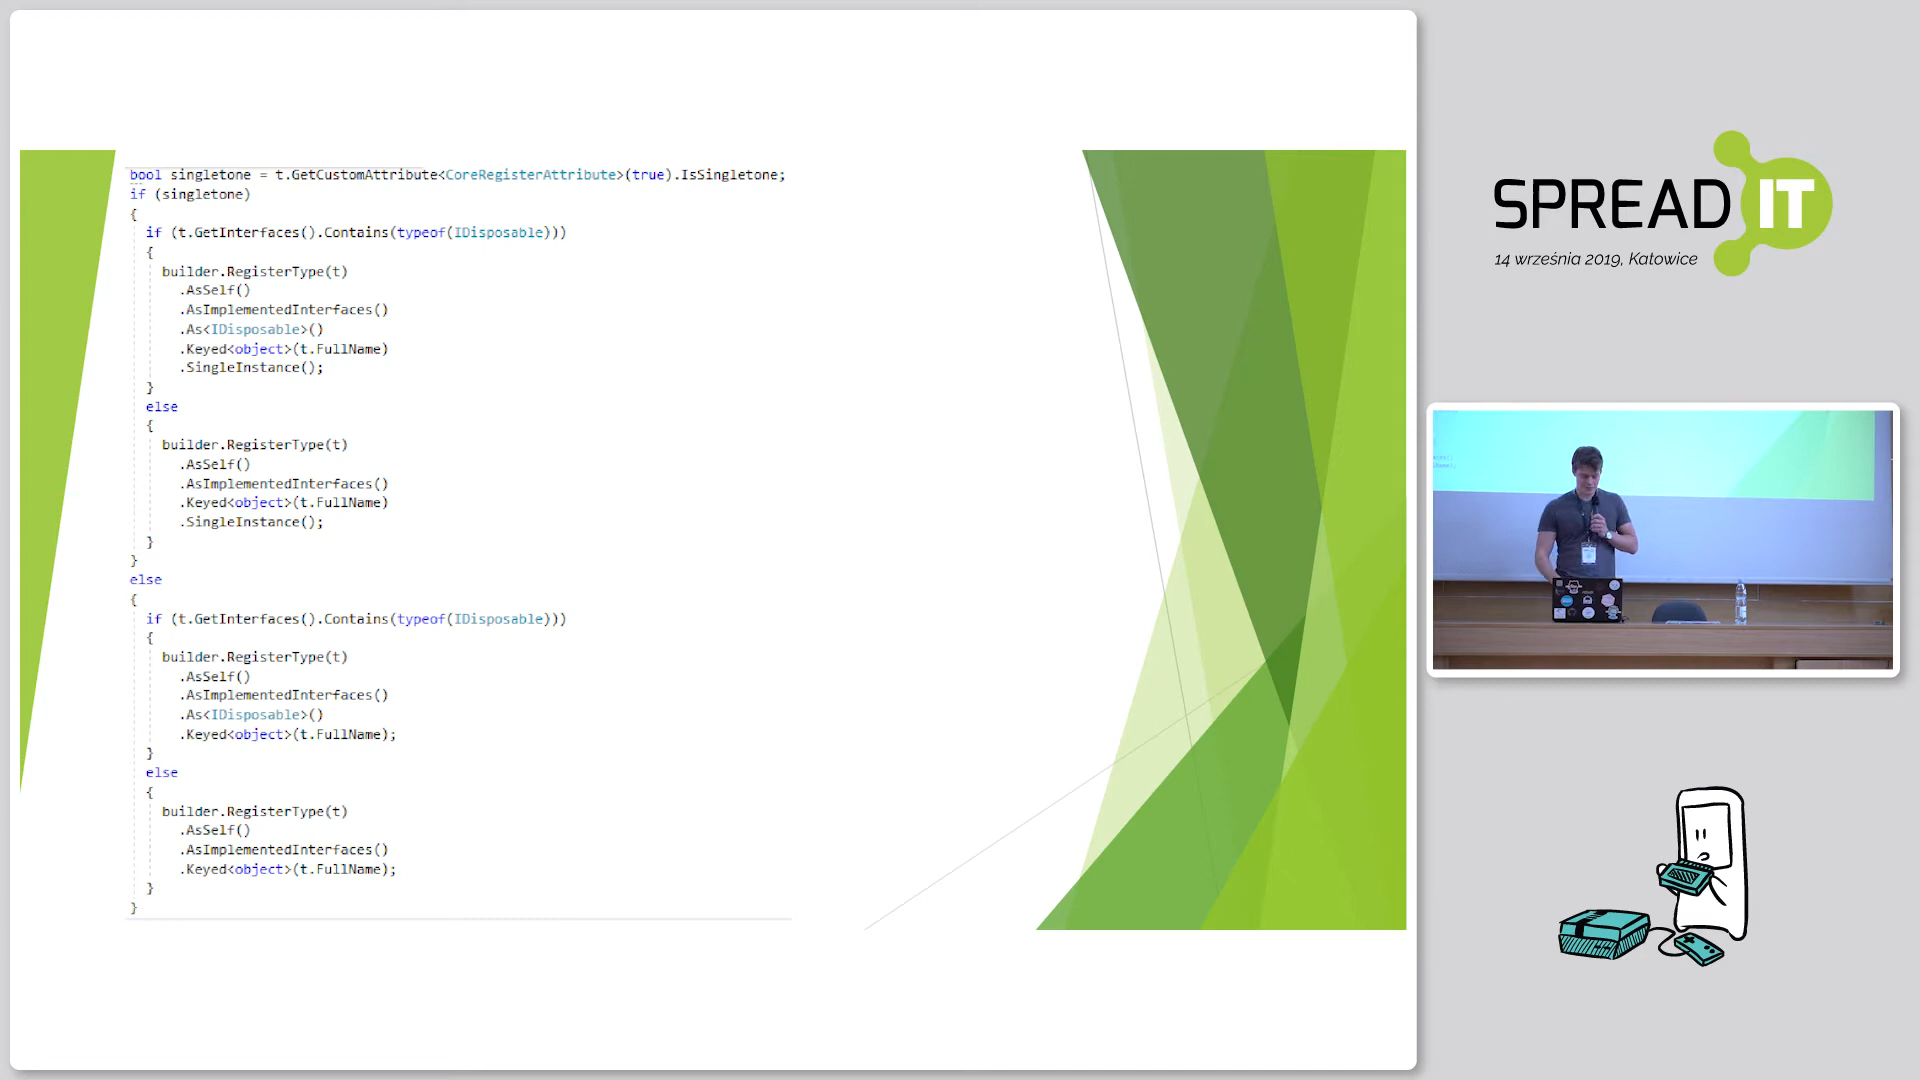 bool singletone = t.GetCustomAttribute<CoreRegisterAttribute>(true).IsSingletone;
if (singletone)
{
if (t.GetInterfaces().Contains(typeof(IDisposable)))
{
builder.RegisterType(t)
.AsSelf()
.AsImplementedInterfaces()
.As<IDisposable>()
.Keyed<object>(t.FullName)
.SingleInstance();
}
else
{
builder.RegisterType(t)
.AsSelf()
.AsImplementedInterfaces()
.Keyed<object>(t.FullName)
.SingleInstance();
}
}
else
{
if (t.GetInterfaces().Contains(typeof(IDisposable)))
{
builder.RegisterType(t)
.AsSelf()
.AsImplementedInterfaces()
.As<IDisposable>()
.Keyed<object>(t.FullName);
}
else
{
builder.RegisterType(t)
.AsSelf()
.AsImplementedInterfaces()
.Keyed<object>(t.FullName);
}
}
SPREAD IT
14 września 2019, Katowice